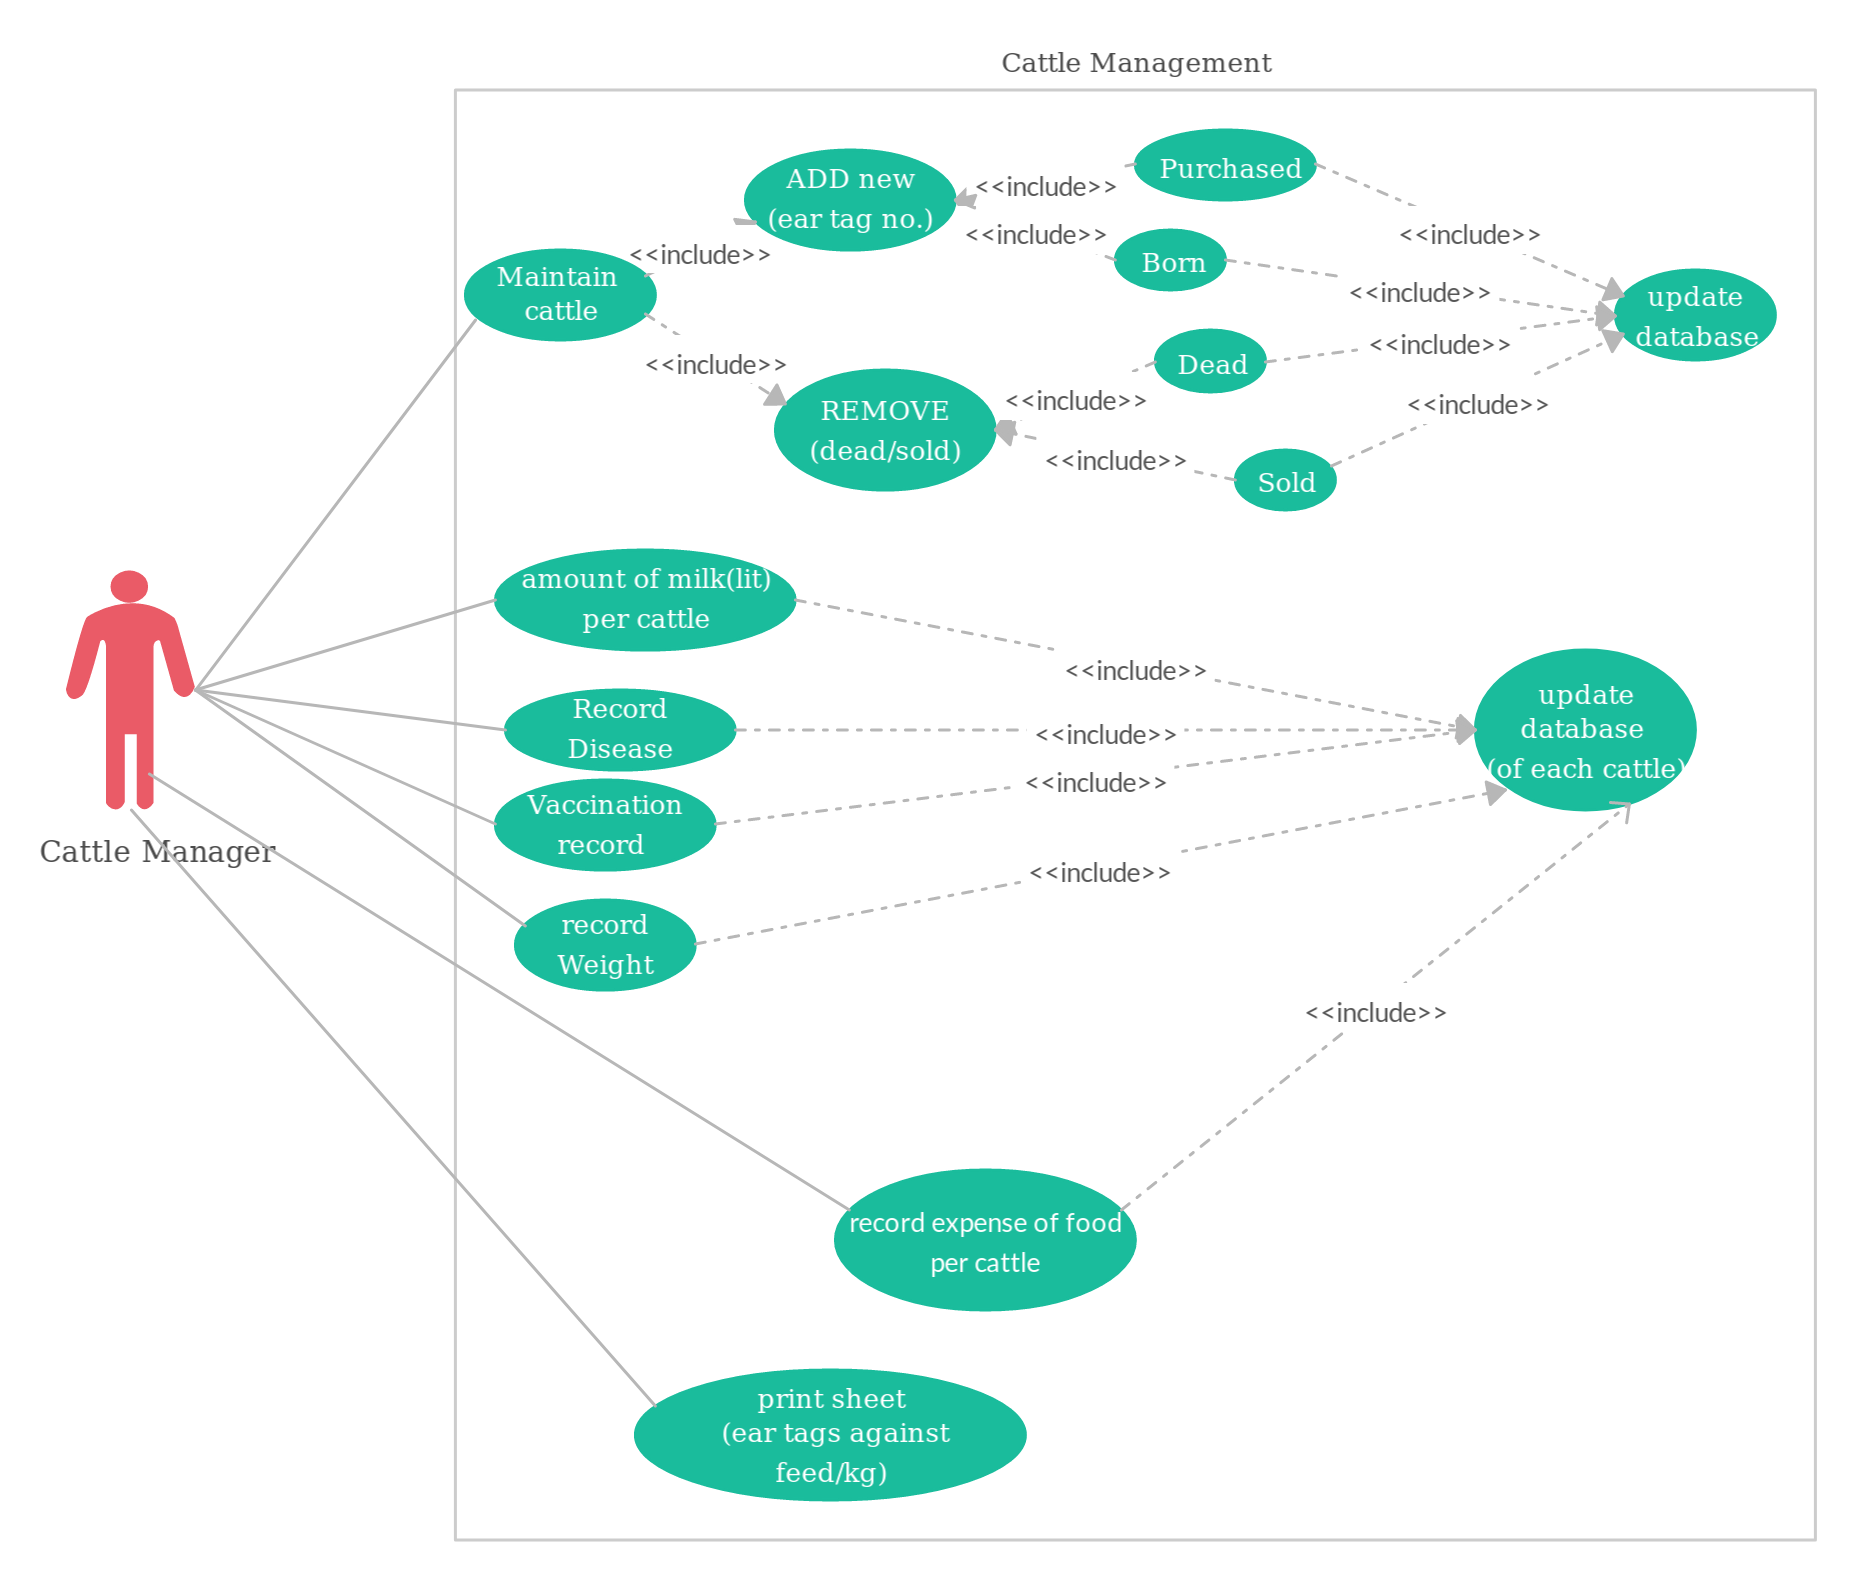 Cattle Management
ADD new
(ear tag no.)
<<include>>
Purchased
<<include>>
Born
<<include>>
<<include>>
Maintain
cattle
<<include>>
<<include>>
update
database
<<include>>
REMOVE
(dead/sold)
<<include>>
Dead
<<include>>
<<include>>
Sold
<<include>>
amount of milk(lit)
per cattle
<<include>>
Record
Disease
<<include>>
update
database
(of each cattle)
Vaccination
record
<<include>>
Cattle Manager
record
Weight
<<include>>
<<include>>
record expense of food
per cattle
print sheet
(ear tags against
feed/kg)